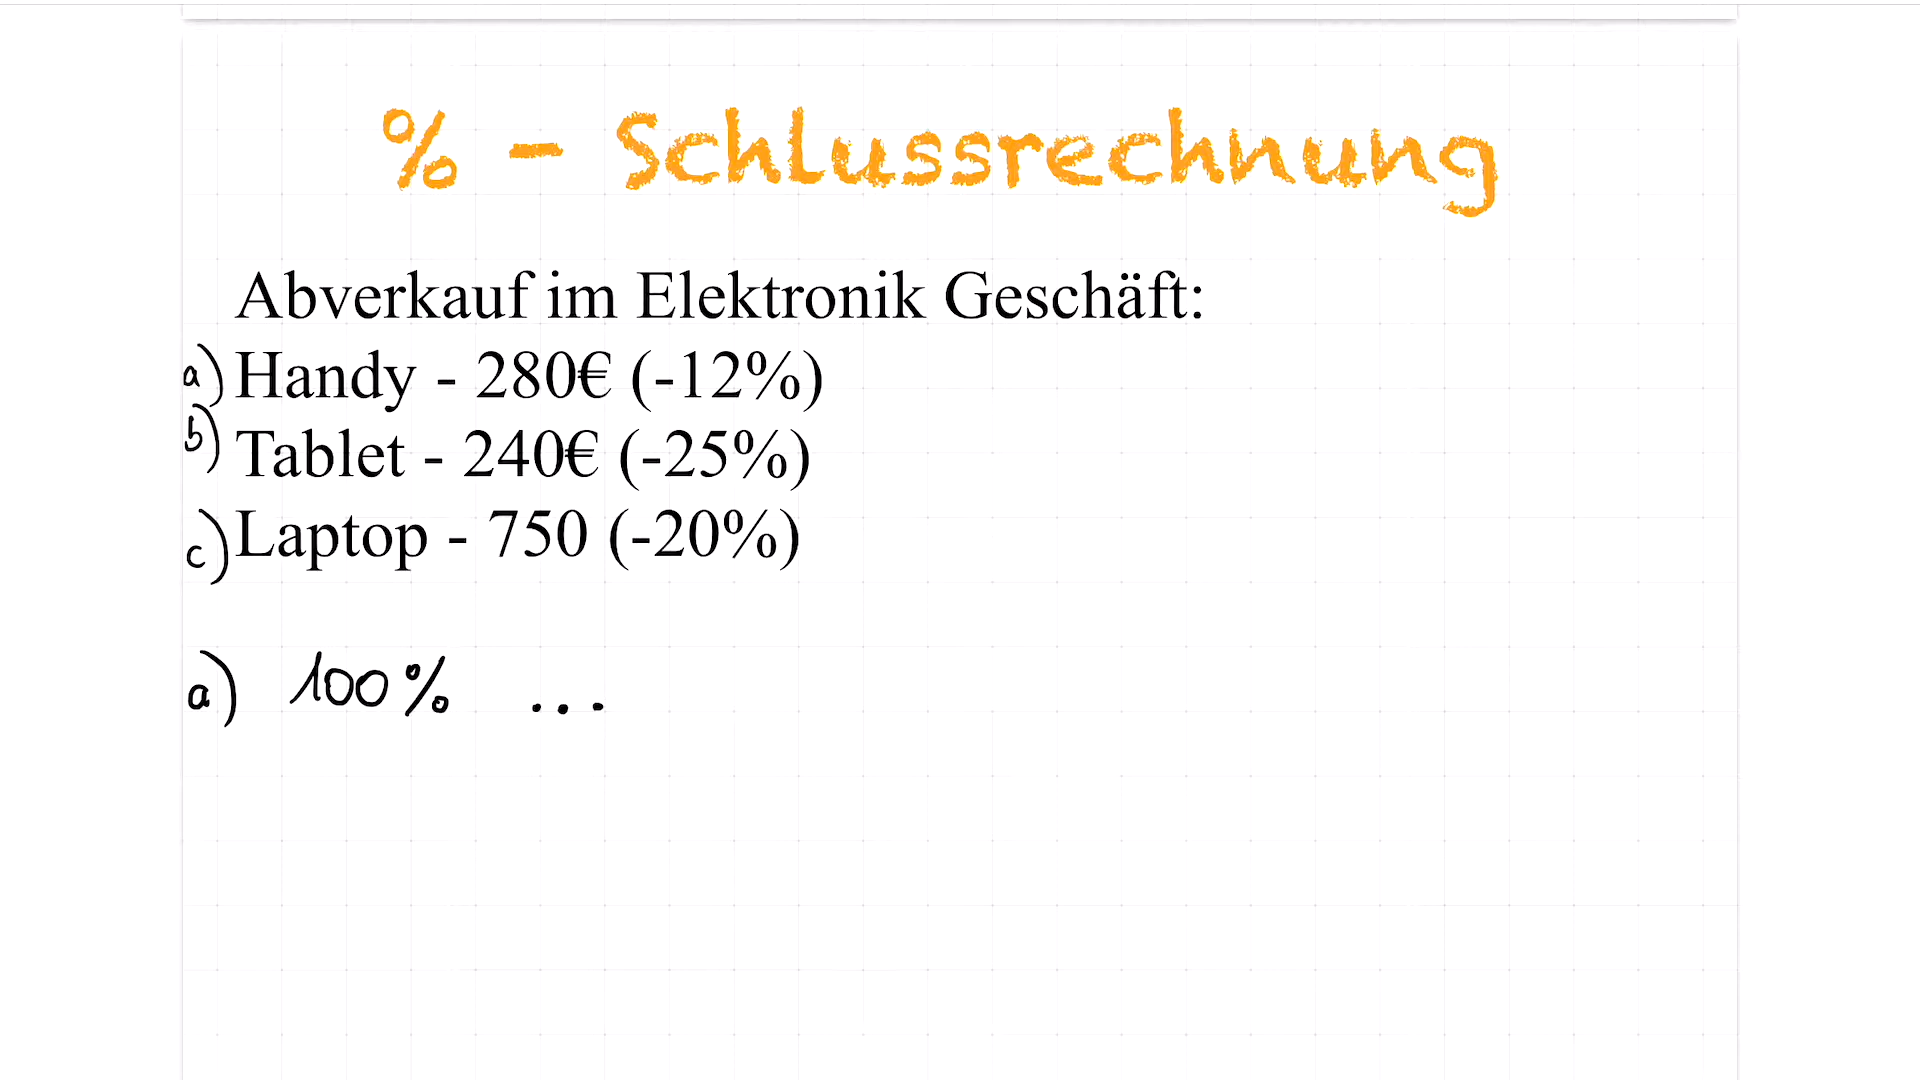 % - Schlussrechnung
Abverkauf im Elektronik Geschäft:
a) Handy - 280€ (-12%)
b) Tablet - 240€ (-25%)
c) Laptop - 750 (-20%)
a) 100% ...